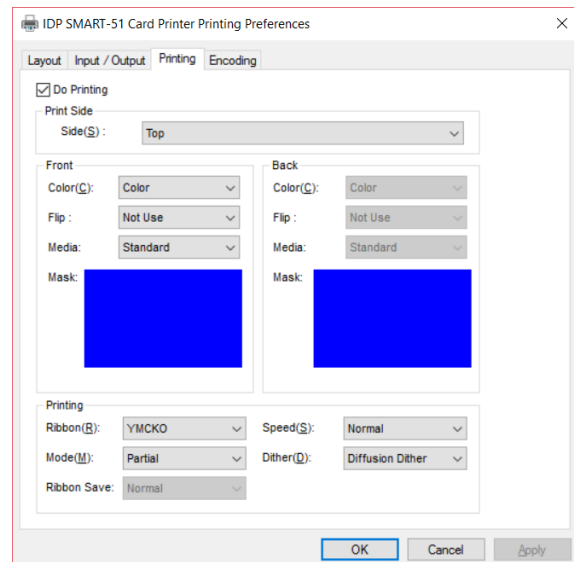 IDP SMART-51 Card Printer Printing Preferences
Layout Input / Output Printing Encoding
Do Printing
Print Side
Side(S) : Top
Front Back
Color(C): Color Color(C): Color
Flip : Not Use Flip : Not Use
Media: Standard Media: Standard
Mask: Mask:
Printing
Ribbon(R): YMCKO Speed(S): Normal
Mode(M): Partial Dither(D): Diffusion Dither
Ribbon Save: Normal
OK Cancel Apply